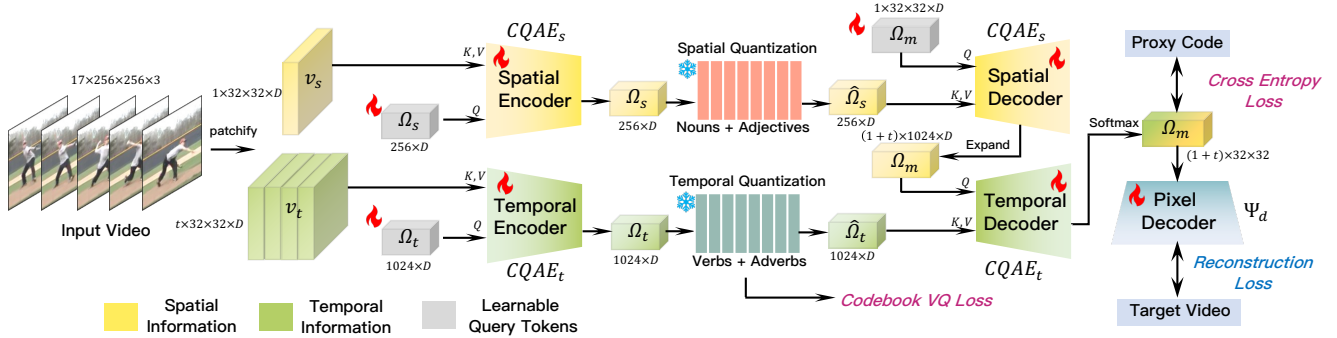 17×256×256×3
Input Video
patchify
1×32×32×D
v_s
t×32×32×D
v_t
K,V
Ω_s
256×D
Q
CQAE_s
Spatial
Encoder
Ω_s
256×D
Spatial Quantization
Nouns + Adjectives
Ω̂_s
256×D
1×32×32×D
Ω_m
Q
K,V
CQAE_s
Spatial
Decoder
Expand
(1+t)×1024×D
Ω_m
K,V
Ω_t
1024×D
Q
Temporal
Encoder
CQAE_t
Ω_t
1024×D
Temporal Quantization
Verbs + Adverbs
Codebook VQ Loss
Ω̂_t
1024×D
Q
K,V
Temporal
Decoder
CQAE_t
Softmax
Proxy Code
Cross Entropy
Loss
Ω_m
(1+t)×32×32
Pixel
Decoder
Ψ_d
Reconstruction
Loss
Target Video
Spatial
Information
Temporal
Information
Learnable
Query Tokens